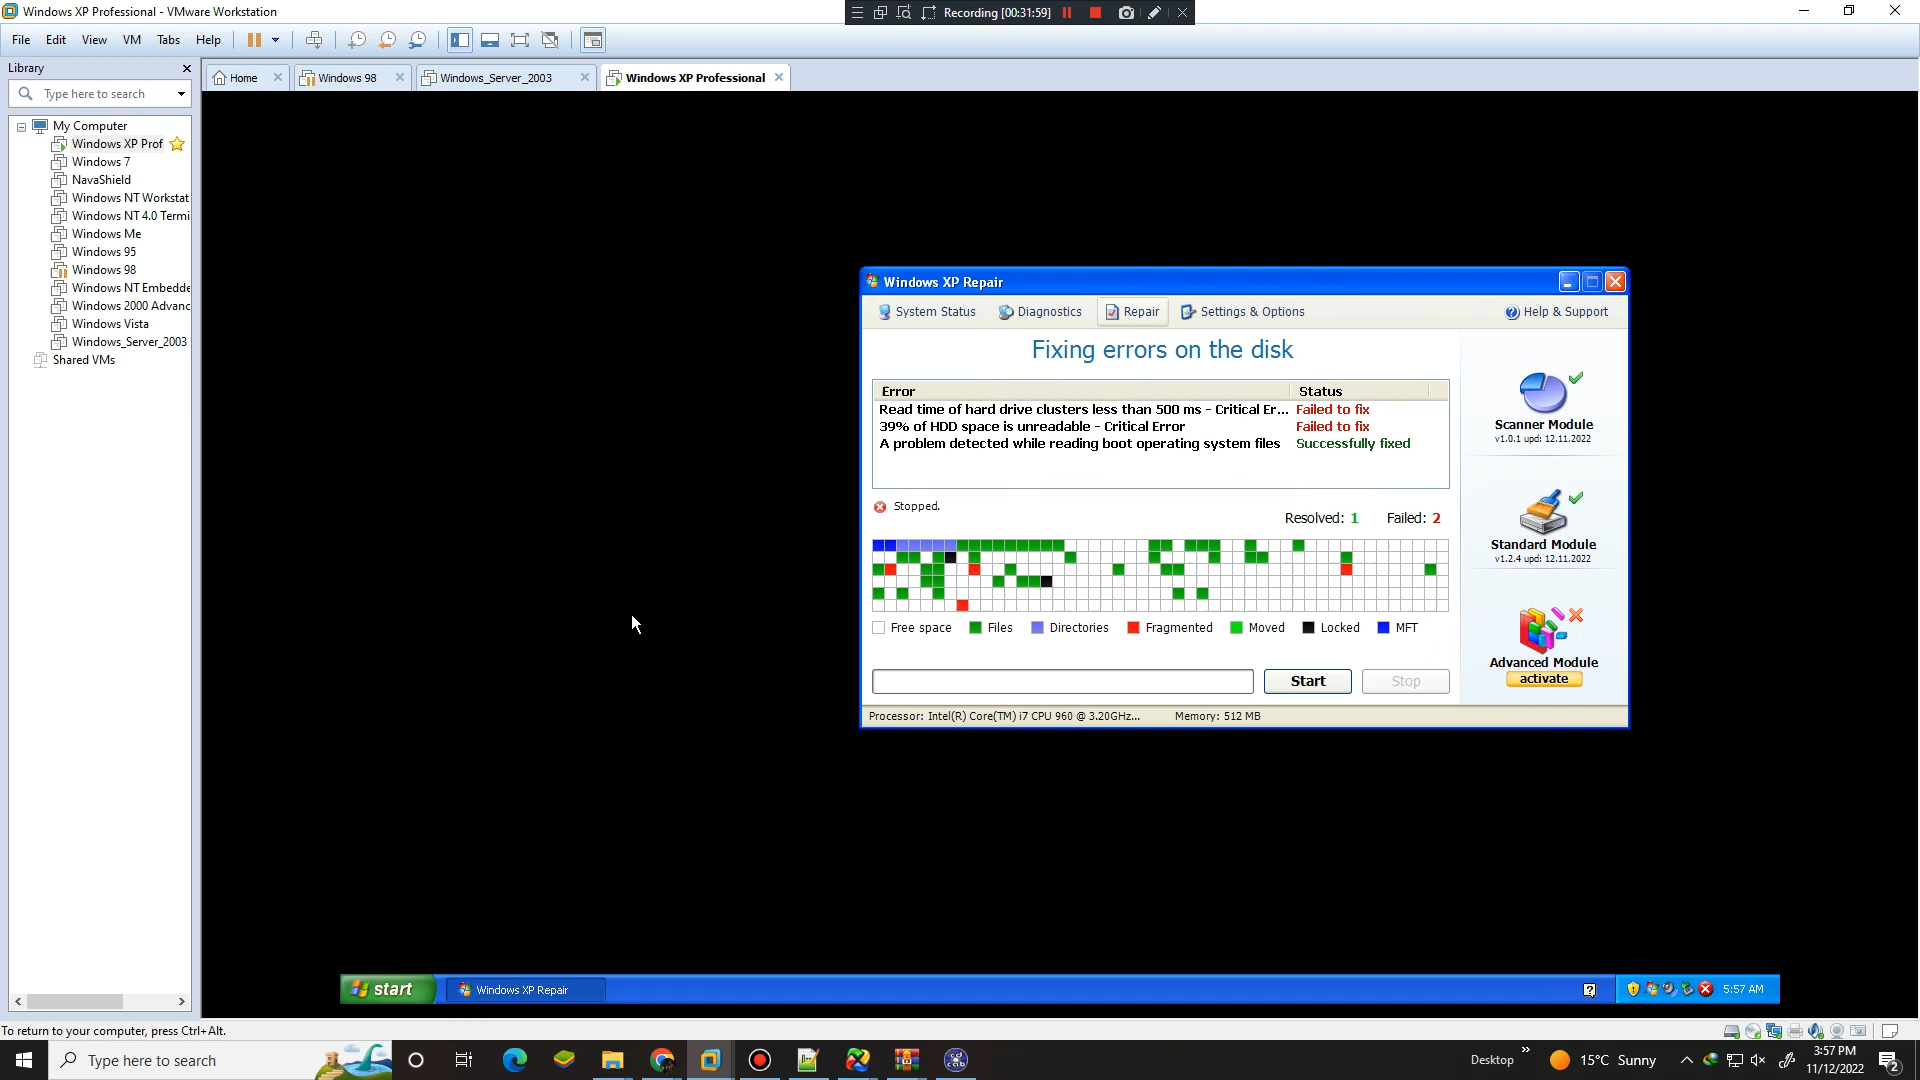 Windows XP Professional - VMware Workstation
Recording [00:31:59]
File Edit View VM Tabs Help
Library
Home
Windows 98
Windows_Server_2003
Windows XP Professional
Type here to search
My Computer
Windows XP Prof
Windows 7
NavaShield
Windows NT Workstat
Windows NT 4.0 Termi
Windows Me
Windows 95
Windows 98
Windows NT Embedde
Windows 2000 Advanc
Windows Vista
Windows_Server_2003
Shared VMs
Windows XP Repair
System Status Diagnostics Repair Settings & Options Help & Support
Fixing errors on the disk
Error Status
Read time of hard drive clusters less than 500 ms - Critical Er... Failed to fix
39% of HDD space is unreadable - Critical Error Failed to fix
A problem detected while reading boot operating system files Successfully fixed
Stopped.
Resolved: 1 Failed: 2
Free space Files Directories Fragmented Moved Locked MFT
Start Stop
Scanner Module
v1.0.1 upd: 12.11.2022
Standard Module
v1.2.4 upd: 12.11.2022
Advanced Module
activate
Processor: Intel(R) Core(TM) i7 CPU 960 @ 3.20GHz... Memory: 512 MB
start
Windows XP Repair
5:57 AM
To return to your computer, press Ctrl+Alt.
Type here to search
Desktop
15°C Sunny
3:57 PM
11/12/2022
2